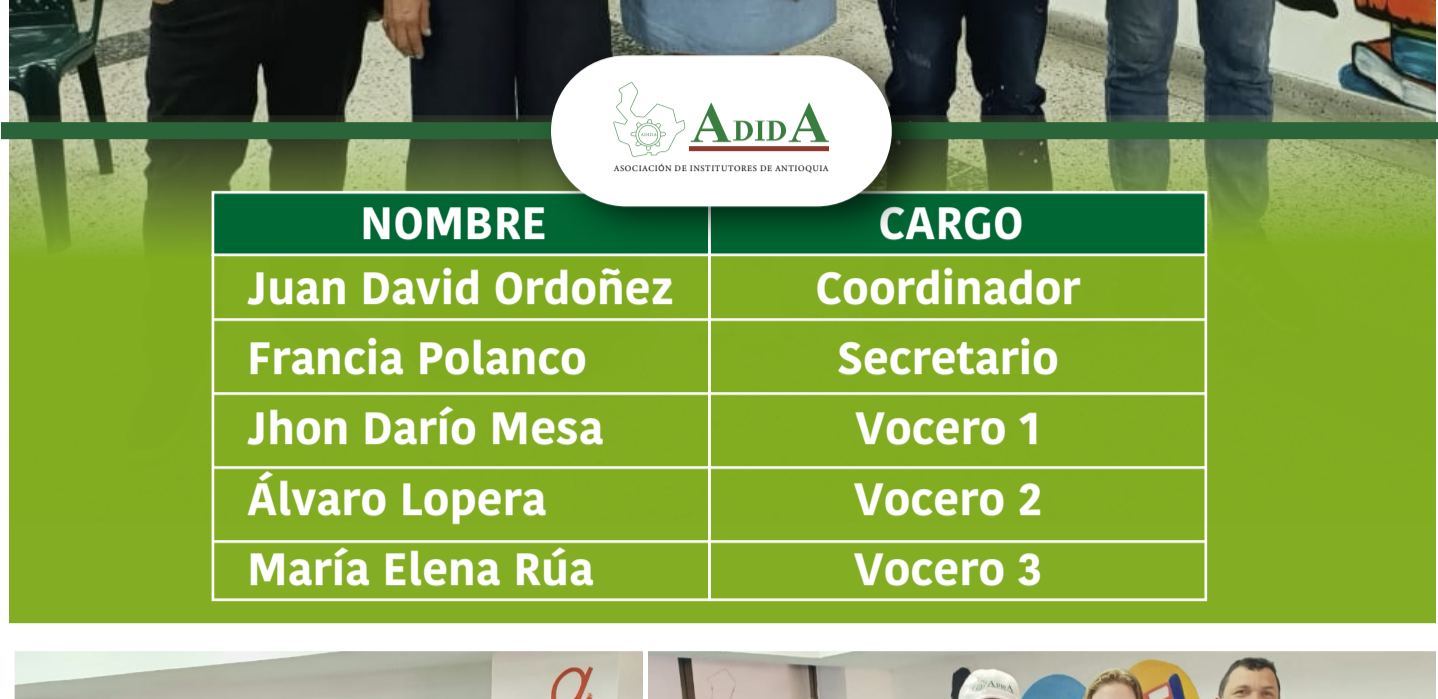 ADIDA
ADIDA
ASOCIACIÓN DE INSTITUTORES DE ANTIOQUIA
NOMBRE CARGO
Juan David Ordoñez Coordinador
Francia Polanco Secretario
Jhon Darío Mesa Vocero 1
Álvaro Lopera Vocero 2
María Elena Rúa Vocero 3